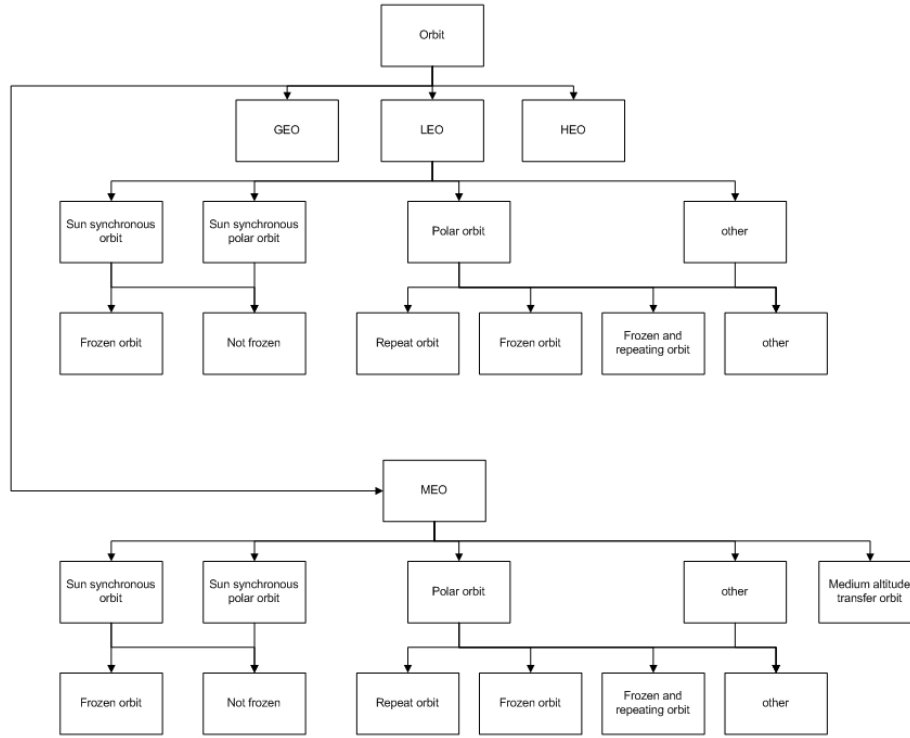 Orbit
GEO
LEO
HEO
Sun synchronous
orbit
Sun synchronous
polar orbit
Polar orbit
other
Frozen orbit
Not frozen
Repeat orbit
Frozen orbit
Frozen and
repeating orbit
other
MEO
Sun synchronous
orbit
Sun synchronous
polar orbit
Polar orbit
other
Medium altitude
transfer orbit
Frozen orbit
Not frozen
Repeat orbit
Frozen orbit
Frozen and
repeating orbit
other